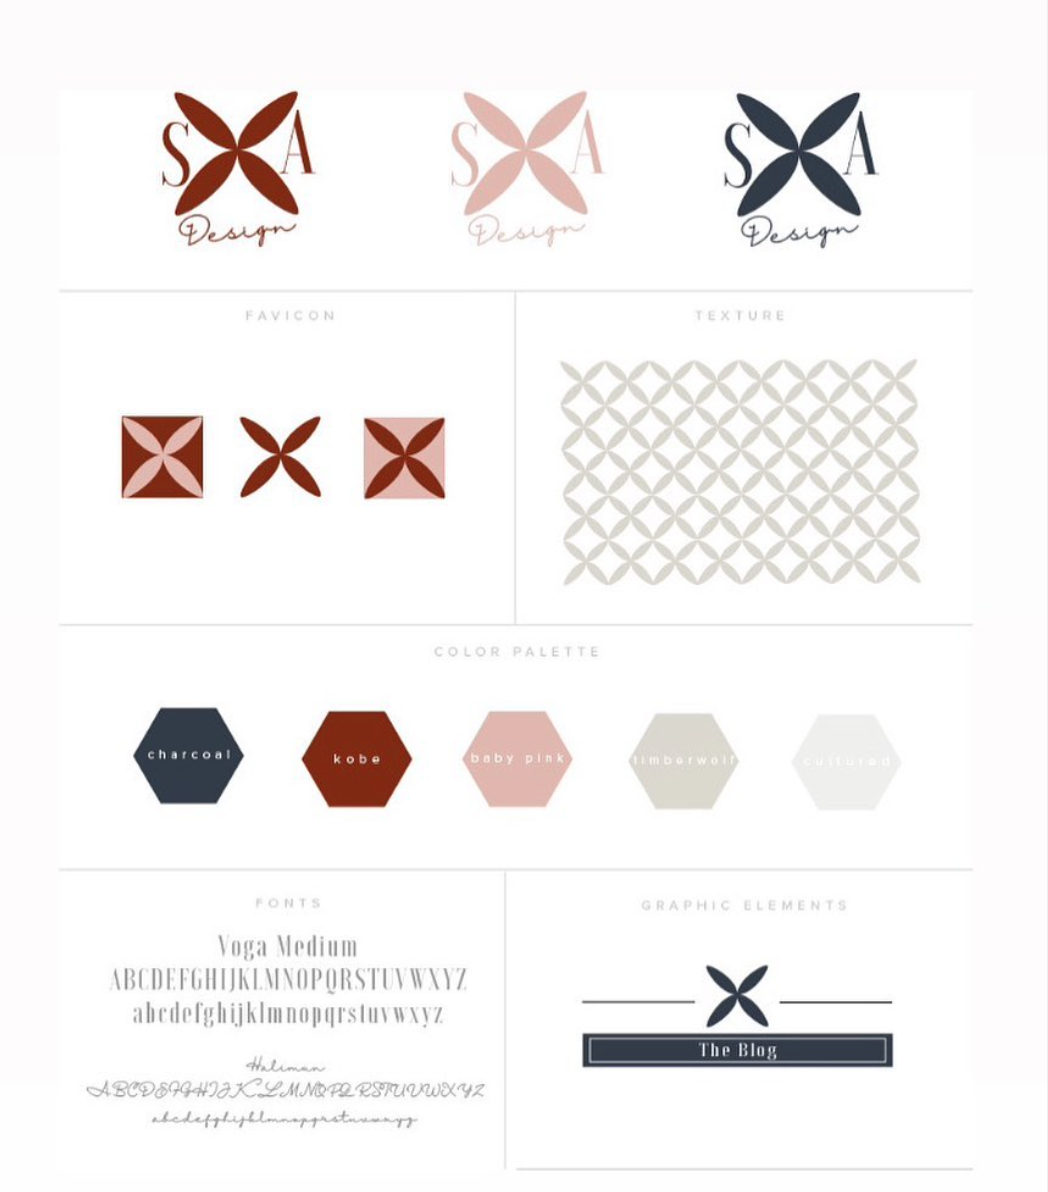 S A
Design
S A
Design
S A
Design
FAVICON
TEXTURE
COLOR PALETTE
charcoal
kobe
baby pink
timberwolf
cultured
FONTS
Voga Medium
ABCDEFGHIJKLMNOPQRSTUVWXYZ
abcdefghijklmnopqrstuvwxyz
Halimun
ABCDEFGHIJKLMNOPQRSTUVWXYZ
abcdefghijklmnopqrstuvwxyz
GRAPHIC ELEMENTS
The Blog